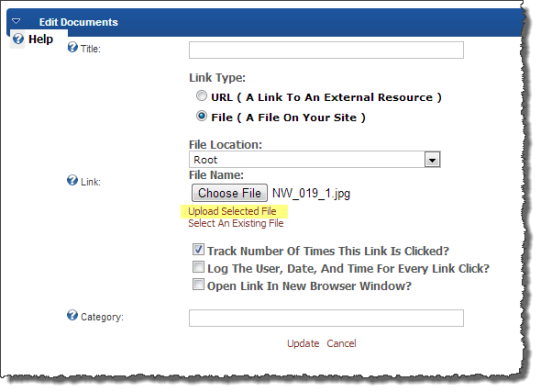 Edit Documents
Help
Title:
Link Type:
URL ( A Link To An External Resource )
File ( A File On Your Site )
File Location:
Root
Link:
File Name:
Choose File NW_019_1.jpg
Upload Selected File
Select An Existing File
Track Number Of Times This Link Is Clicked?
Log The User, Date, And Time For Every Link Click?
Open Link In New Browser Window?
Category:
Update Cancel